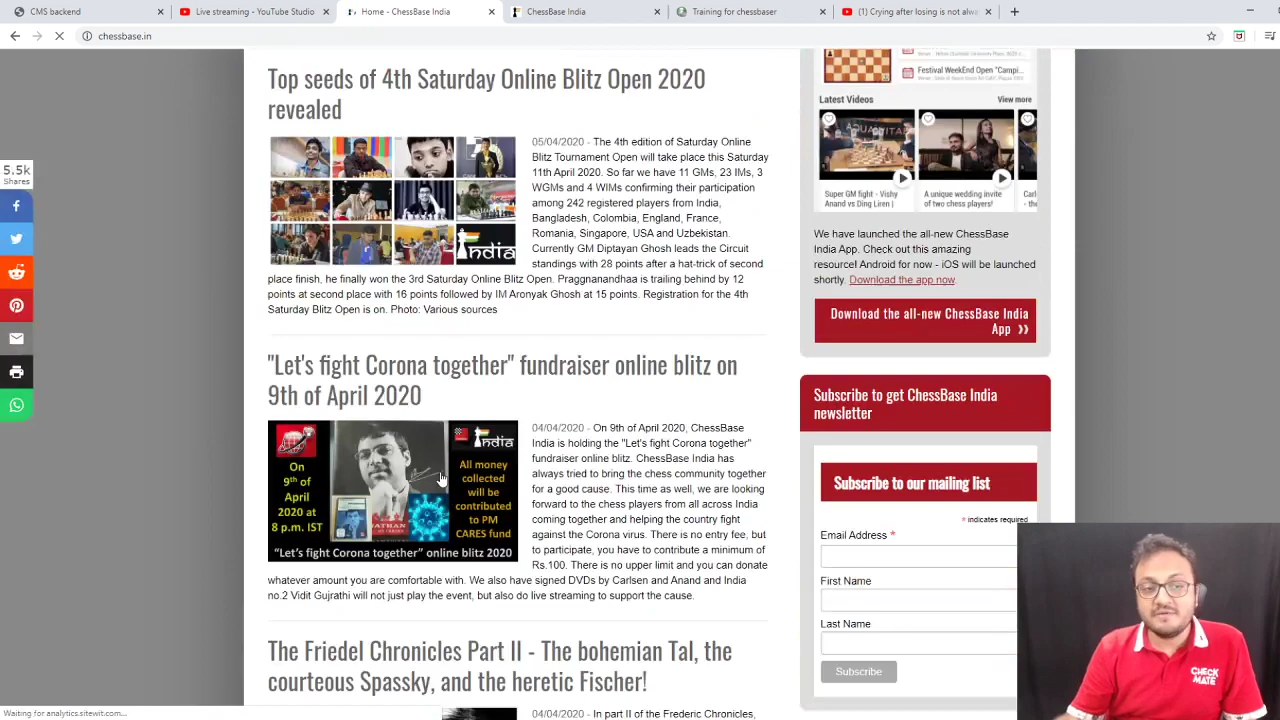 CMS backend
Live streaming - YouTube Studio
Home - ChessBase India
ChessBase India
Training for chessbaser
(1) Crying after losing is not alw
chessbase.in
5.5k
Top seeds of 4th Saturday Online Blitz Open 2020
revealed
05/04/2020 - The 4th edition of Saturday Online
Blitz Tournament Open will take place this Saturday
11th April 2020. So far we have 11 GMs, 23 IMs, 3
WGMs and 4 WIMs confirming their participation
among 242 registered players from India,
Bangladesh, Colombia, England, France,
Romania, Singapore, USA and Uzbekistan.
Currently GM Diptayan Ghosh leads the Circuit
standings with 28 points after a hat-trick of second
place finish, he finally won the 3rd Saturday Online Blitz Open. Praggnanandhaa is trailing behind by 12
points at second place with 16 points followed by IM Aronyak Ghosh at 15 points. Registration for the 4th
Saturday Blitz Open is on. Photo: Various sources
India
"Let's fight Corona together" fundraiser online blitz on
9th of April 2020
On
9th of
April
2020 at
8 p.m. IST
India
All money
collected
will be
contributed
to PM
CARES fund
"Let's fight Corona together" online blitz 2020
04/04/2020 - On 9th of April 2020, ChessBase
India is holding the "Let's fight Corona together"
fundraiser online blitz. ChessBase India has
always tried to bring the chess community together
for a good cause. This time as well, we are looking
forward to the chess players from all across India
coming together and helping the country fight
against the Corona virus. There is no entry fee, but
to participate, you have to contribute a minimum of
Rs.100. There is no upper limit and you can donate
whatever amount you are comfortable with. We also have signed DVDs by Carlsen and Anand and India
no.2 Vidit Gujrathi will not just play the event, but also do live streaming to support the cause.
The Friedel Chronicles Part II - The bohemian Tal, the
courteous Spassky, and the heretic Fischer!
04/04/2020 - In part II of the Frederic Chronicles,
Festival WeekEnd Open "Campi...
Latest Videos
View more
Super GM fight - Vishy
Anand vs Ding Liren |
A unique wedding invite
of two chess players!
Carl
- the
We have launched the all-new ChessBase
India App. Check out this amazing
resource! Android for now - iOS will be launched
shortly. Download the app now.
Download the all-new ChessBase India
App »
Subscribe to get ChessBase India
newsletter
Subscribe to our mailing list
* indicates required
Email Address *
First Name
Last Name
Subscribe
CHECK
MATE
Waiting for analytics.sitewit.com...